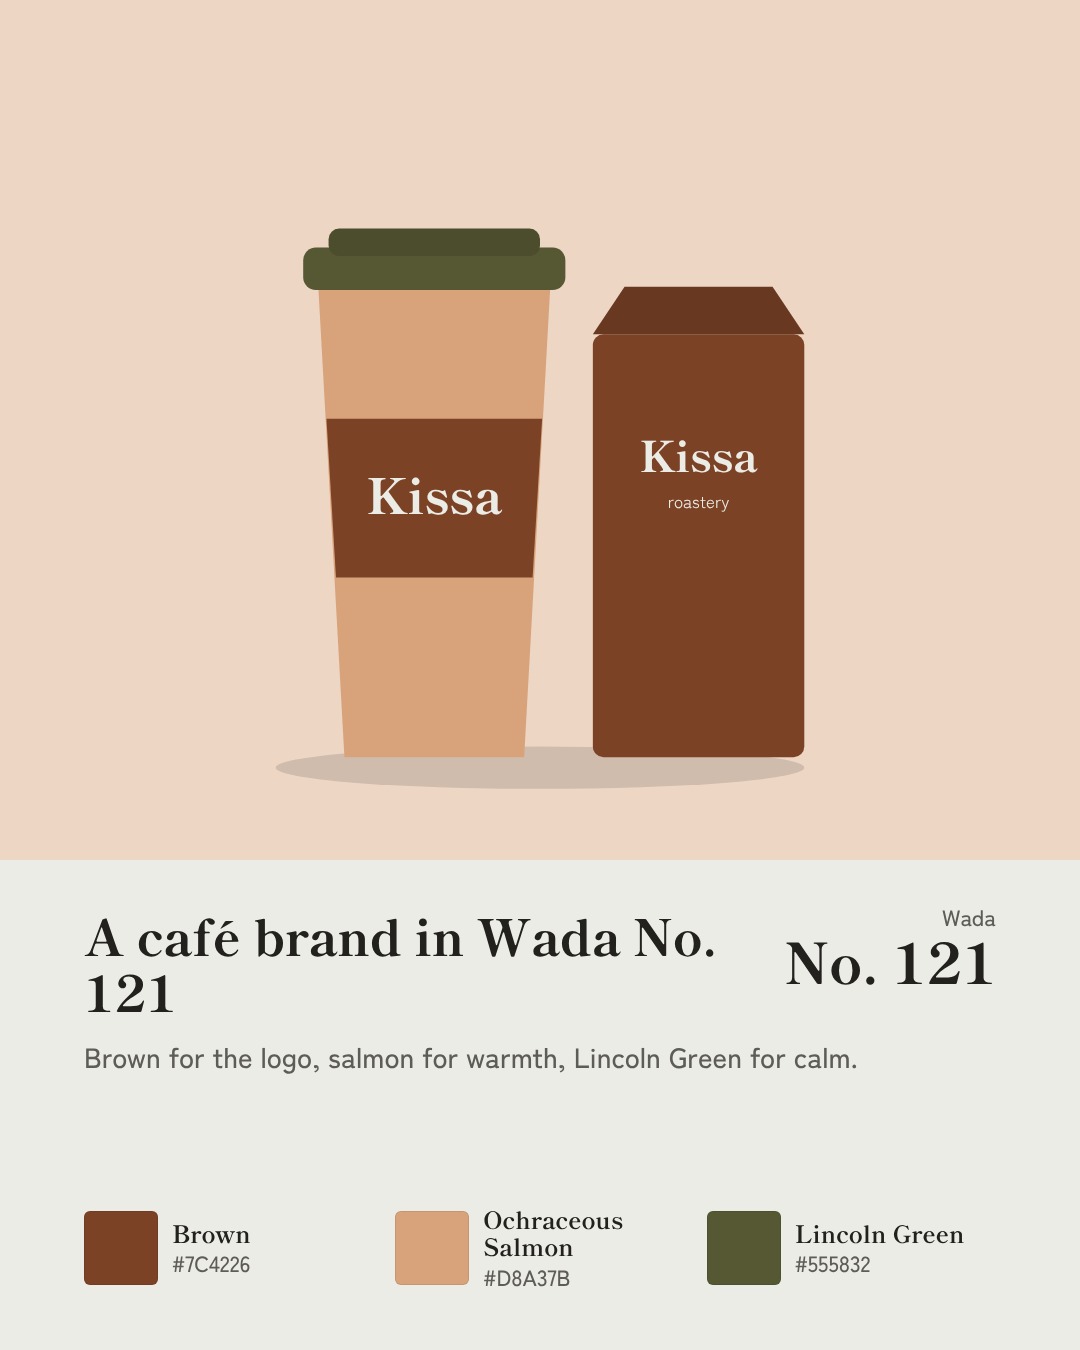 Kissa
Kissa
roastery
A café brand in Wada No.
121
Wada
No. 121
Brown for the logo, salmon for warmth, Lincoln Green for calm.
Brown
#7C4226
Ochraceous
Salmon
#D8A37B
Lincoln Green
#555832